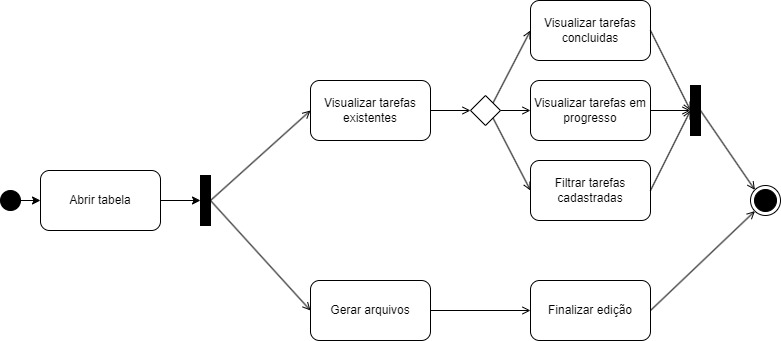 Abrir tabela
Visualizar tarefas
existentes
Visualizar tarefas
concluidas
Visualizar tarefas em
progresso
Filtrar tarefas
cadastradas
Gerar arquivos
Finalizar edição